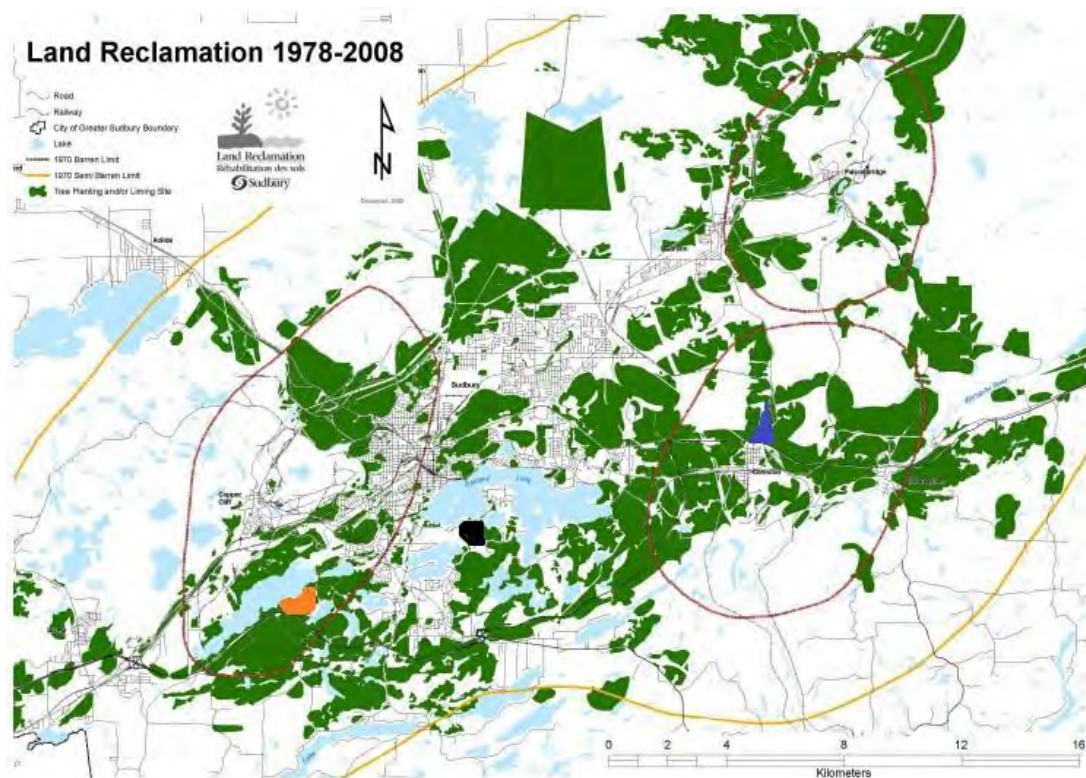 Land Reclamation 1978-2008
Road
Railway
City of Greater Sudbury Boundary
Lake
1970 Barren Limit
1970 Semi Barren Limit
Tree Planting and/or Liming Site
Land Reclamation
Réhabilitation des sols
Sudbury
N
Azilda
Falconbridge
Sudbury
Copper
Cliff
0 2 4 8 12 16
Kilometers